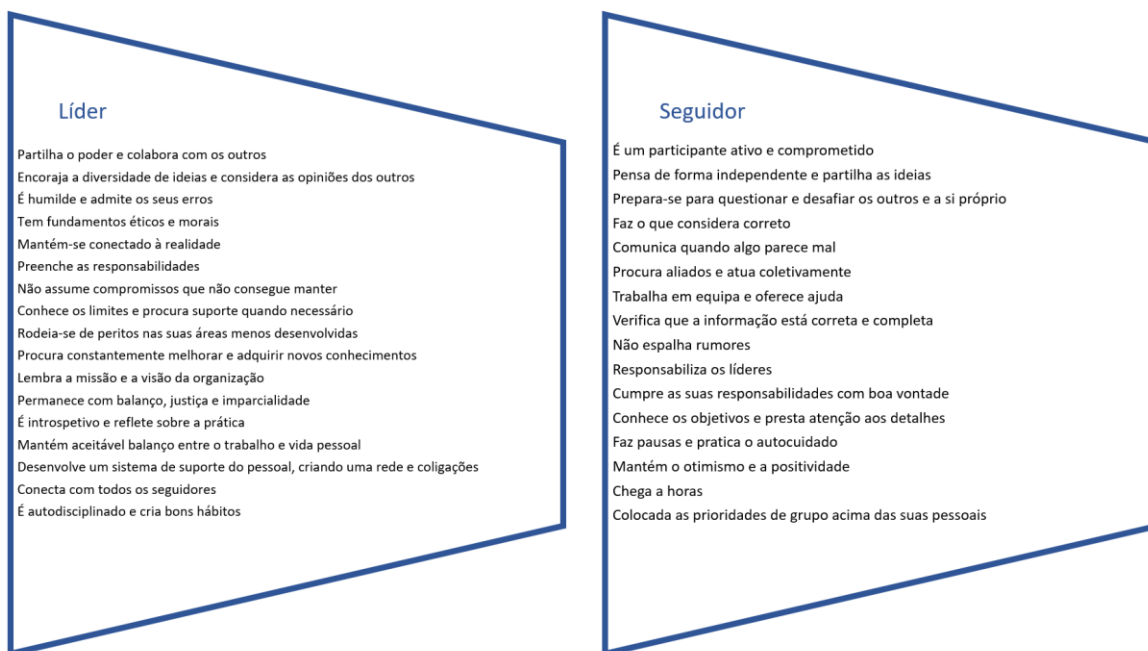 Líder
Partilha o poder e colabora com os outros
Encoraja a diversidade de ideias e considera as opiniões dos outros
É humilde e admite os seus erros
Tem fundamentos éticos e morais
Mantém-se conectado à realidade
Preenche as responsabilidades
Não assume compromissos que não consegue manter
Conhece os limites e procura suporte quando necessário
Rodeia-se de peritos nas suas áreas menos desenvolvidas
Procura constantemente melhorar e adquirir novos conhecimentos
Lembra a missão e a visão da organização
Permanece com balanço, justiça e imparcialidade
É introspetivo e reflete sobre a prática
Mantém aceitável balanço entre o trabalho e vida pessoal
Desenvolve um sistema de suporte do pessoal, criando uma rede e coligações
Conecta com todos os seguidores
É autodisciplinado e cria bons hábitos
Seguidor
É um participante ativo e comprometido
Pensa de forma independente e partilha as ideias
Prepara-se para questionar e desafiar os outros e a si próprio
Faz o que considera correto
Comunica quando algo parece mal
Procura aliados e atua coletivamente
Trabalha em equipa e oferece ajuda
Verifica que a informação está correta e completa
Não espalha rumores
Responsabiliza os líderes
Cumpre as suas responsabilidades com boa vontade
Conhece os objetivos e presta atenção aos detalhes
Faz pausas e pratica o autocuidado
Mantém o otimismo e a positividade
Chega a horas
Colocada as prioridades de grupo acima das suas pessoais